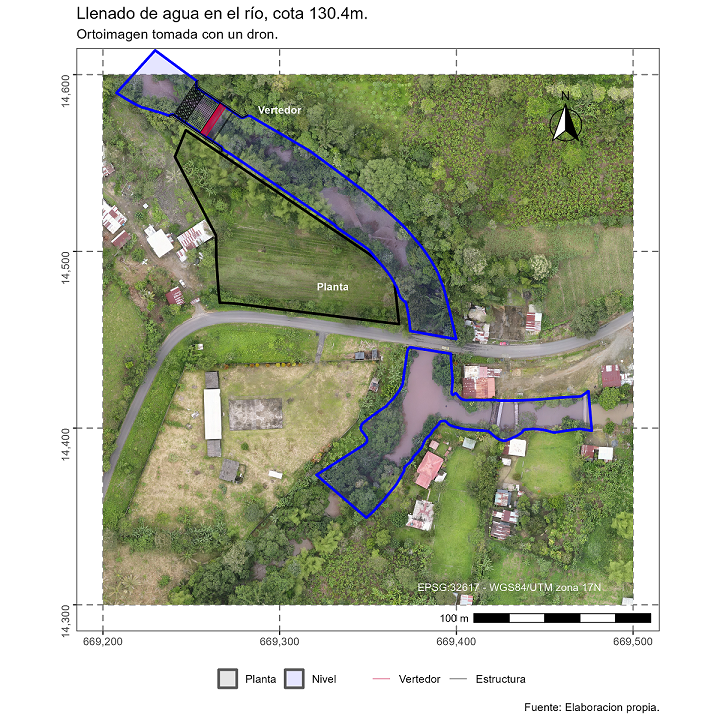 Llenado de agua en el río, cota 130.4m.
Ortoimagen tomada con un dron.
14,600
14,500
14,400
14,300
N
Vertedor
Planta
EPSG:32617 - WGS84/UTM zona 17N
100 m
669,200
669,300
669,400
669,500
Planta
Nivel
Vertedor
Estructura
Fuente: Elaboracion propia.